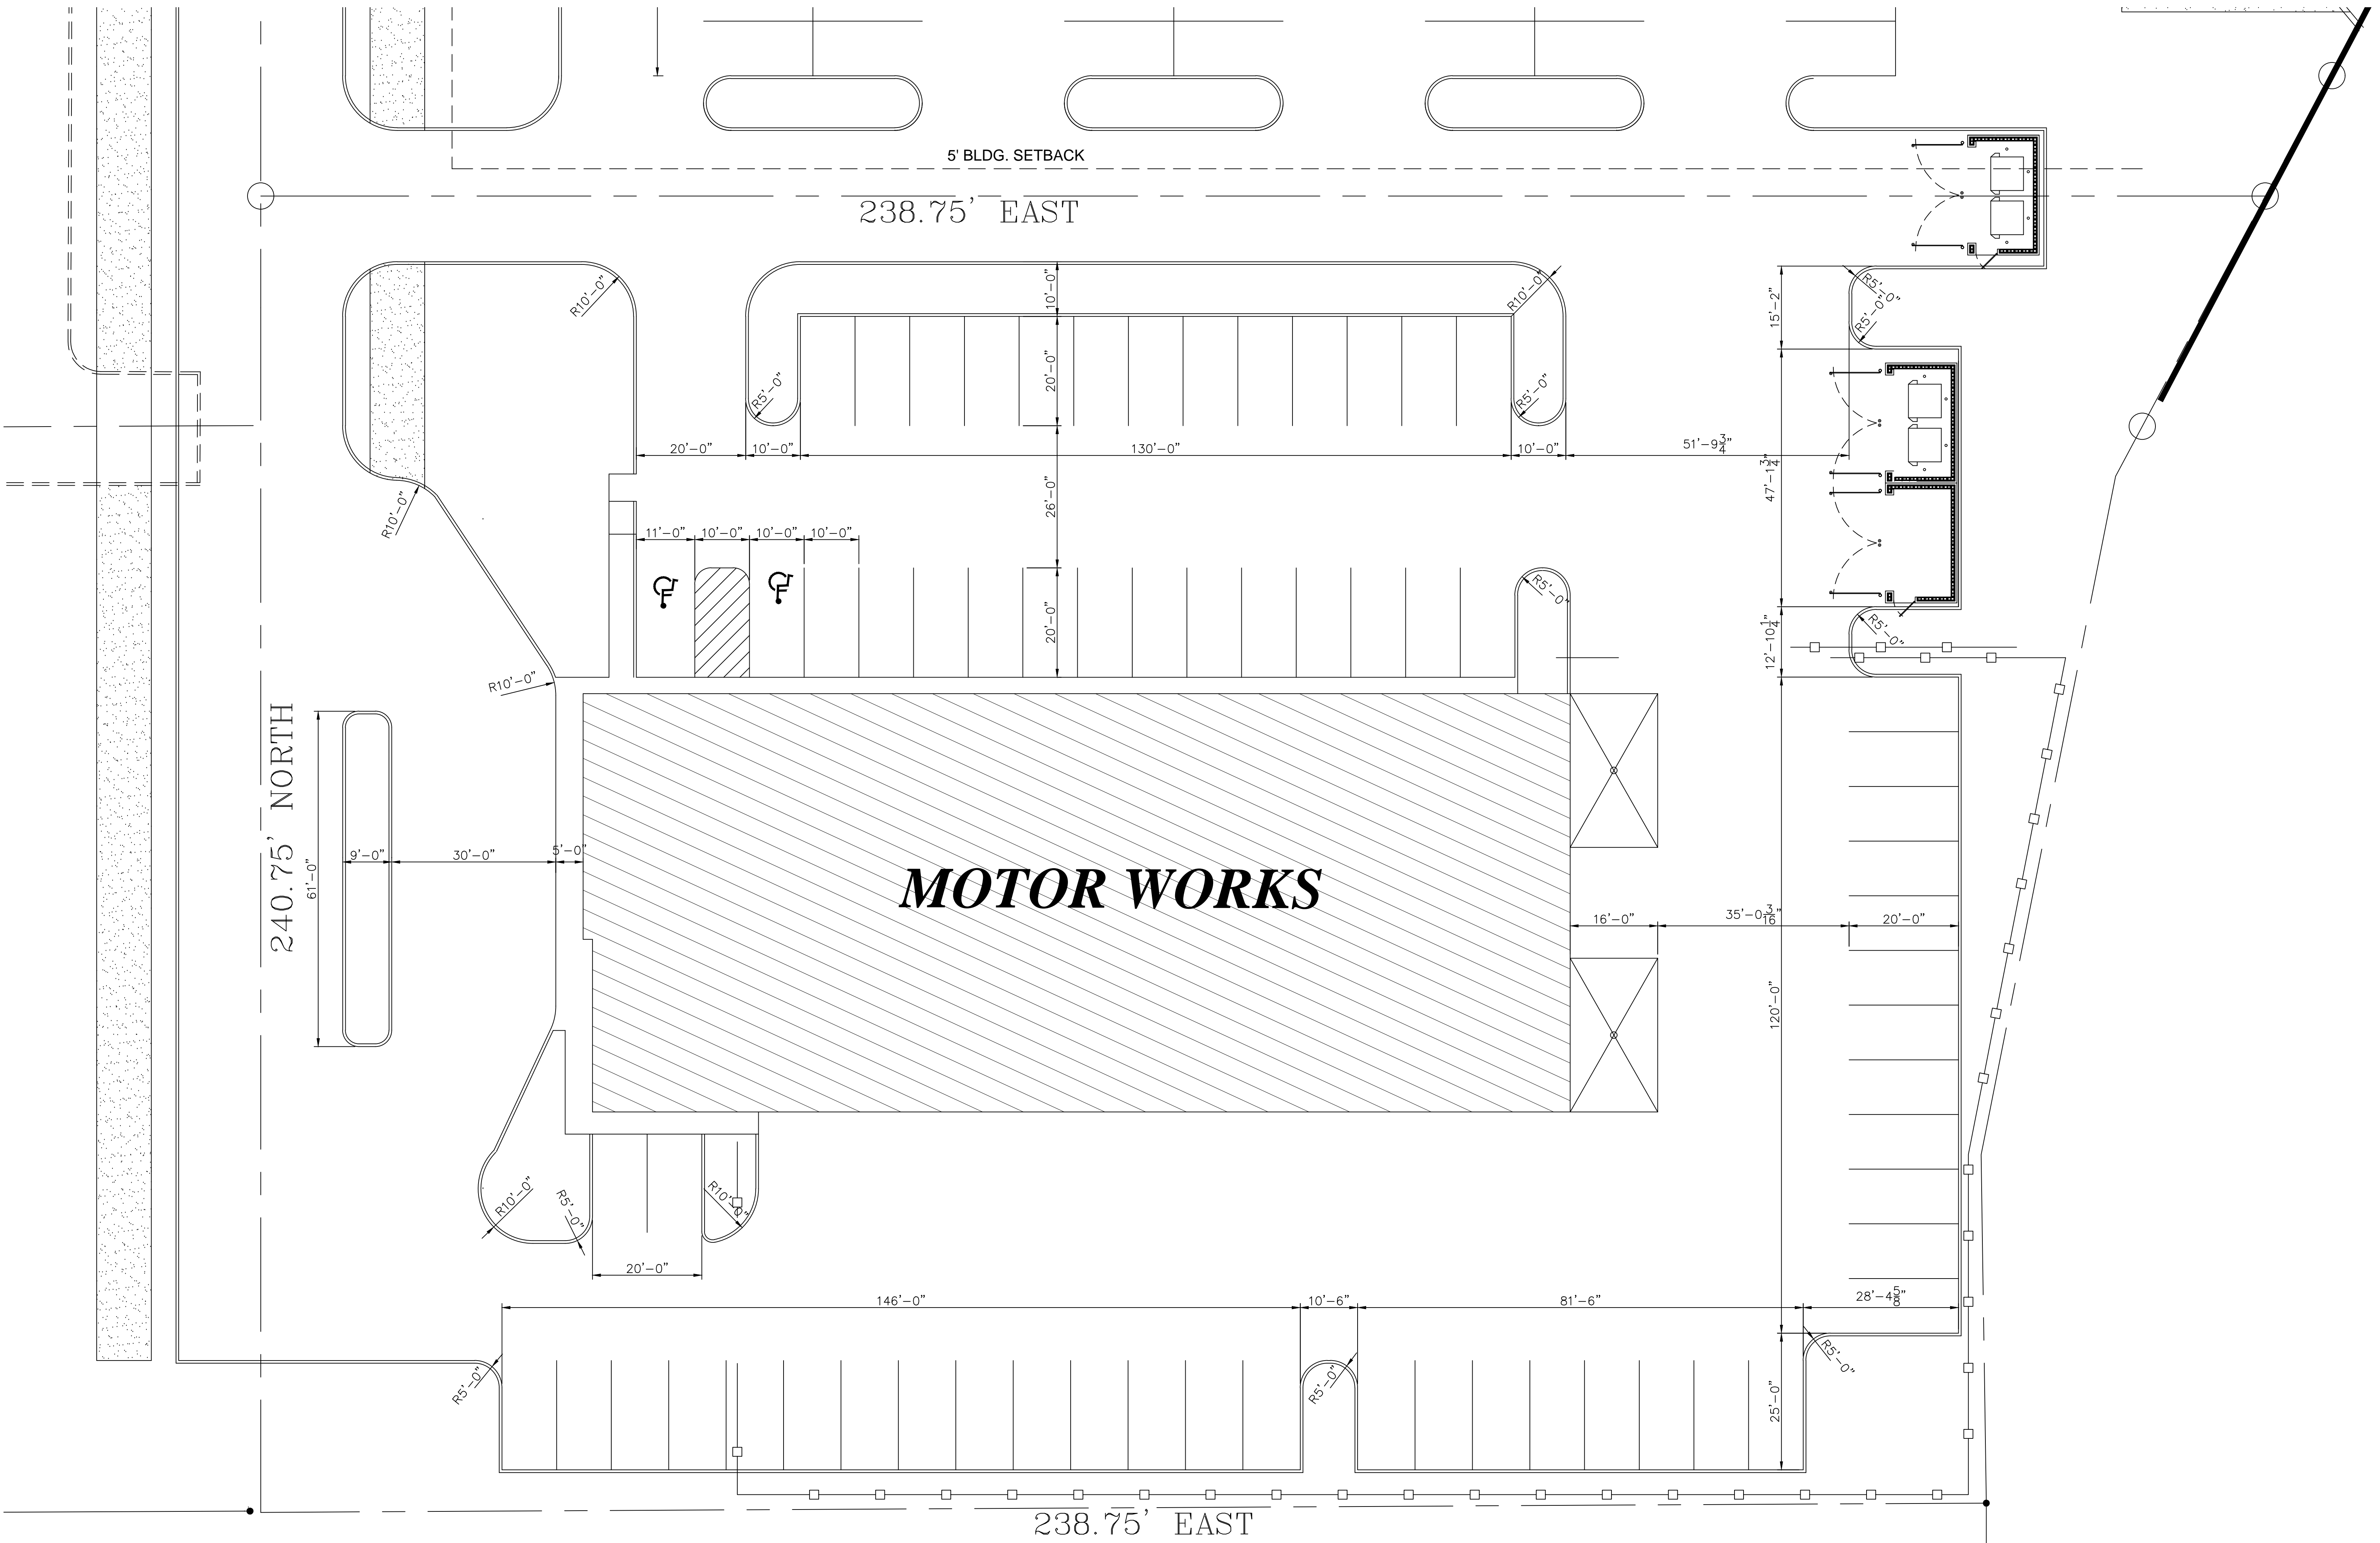 5' BLDG. SETBACK
238.75' EAST
R10'-0"
10'-0"
R10'-0"
R5'-0"
15'-2"
R5'-0"
20'-0"
R5'-0"
R5'-0"
20'-0"
10'-0"
130'-0"
10'-0"
51'-9 3/4"
47'-1 3/4"
R10'-0"
26'-0"
11'-0"
10'-0"
10'-0"
10'-0"
20'-0"
R5'-0"
R5'-0"
12'-10 1/4"
R10'-0"
240.75' NORTH
61'-0"
9'-0"
30'-0"
5'-0"
MOTOR WORKS
16'-0"
35'-0 3/16"
20'-0"
120'-0"
R10'-0"
R5'-0"
R10'-0"
20'-0"
146'-0"
10'-6"
81'-6"
28'-4 5/8"
R5'-0"
R5'-0"
R5'-0"
25'-0"
238.75' EAST